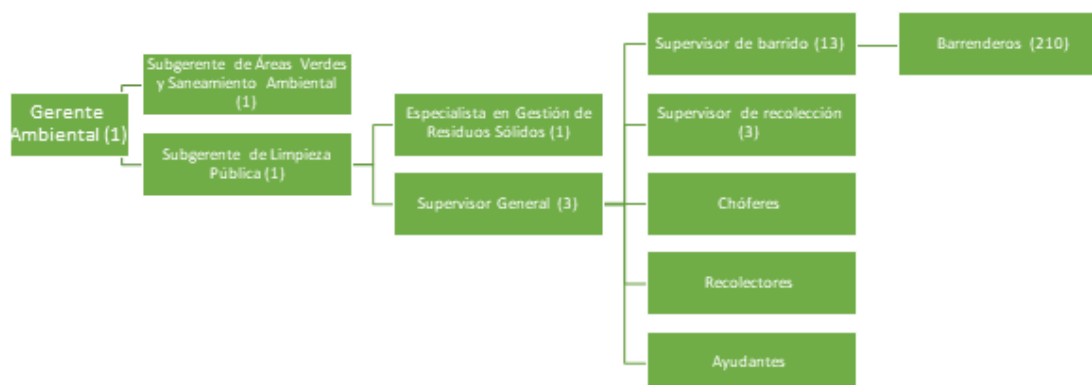 Gerente
Ambiental (1)
Subgerente de Áreas Verdes
y Saneamiento Ambiental
(1)
Subgerente de Limpieza
Pública (1)
Especialista en Gestión de
Residuos Sólidos (1)
Supervisor General (3)
Supervisor de barrido (13)
Supervisor de recolección
(3)
Chóferes
Recolectores
Ayudantes
Barrenderos (210)